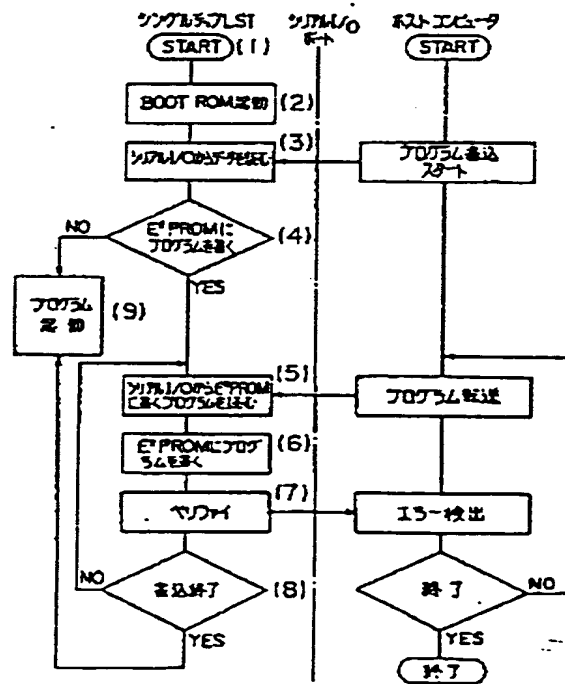 シングルチップLSI
シリアルI/O
ポート
ホストコンピュータ
START
(1)
START
BOOT ROM起動
(2)
(3)
シリアルI/Oからデータを読む
プログラム書込
スタート
E²PROMに
プログラムを書く
(4)
NO
YES
プログラム
起動
(9)
シリアルI/OからE²PROM
に書くプログラムを読む
(5)
プログラム転送
E²PROMにプログ
ラムを書く
(6)
(7)
ベリファイ
エラー検出
NO
書込終了
(8)
終了
NO
YES
YES
終了